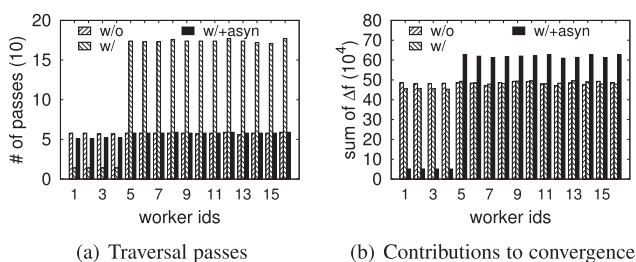 # of passes (10)
20
15
10
5
0
w/o
w/+asyn
w/
1 3 5 7 9 11 13 15
worker ids
(a) Traversal passes
sum of Δf (10⁴)
80
70
60
50
40
30
20
10
0
w/o
w/+asyn
w/
1 3 5 7 9 11 13 15
worker ids
(b) Contributions to convergence